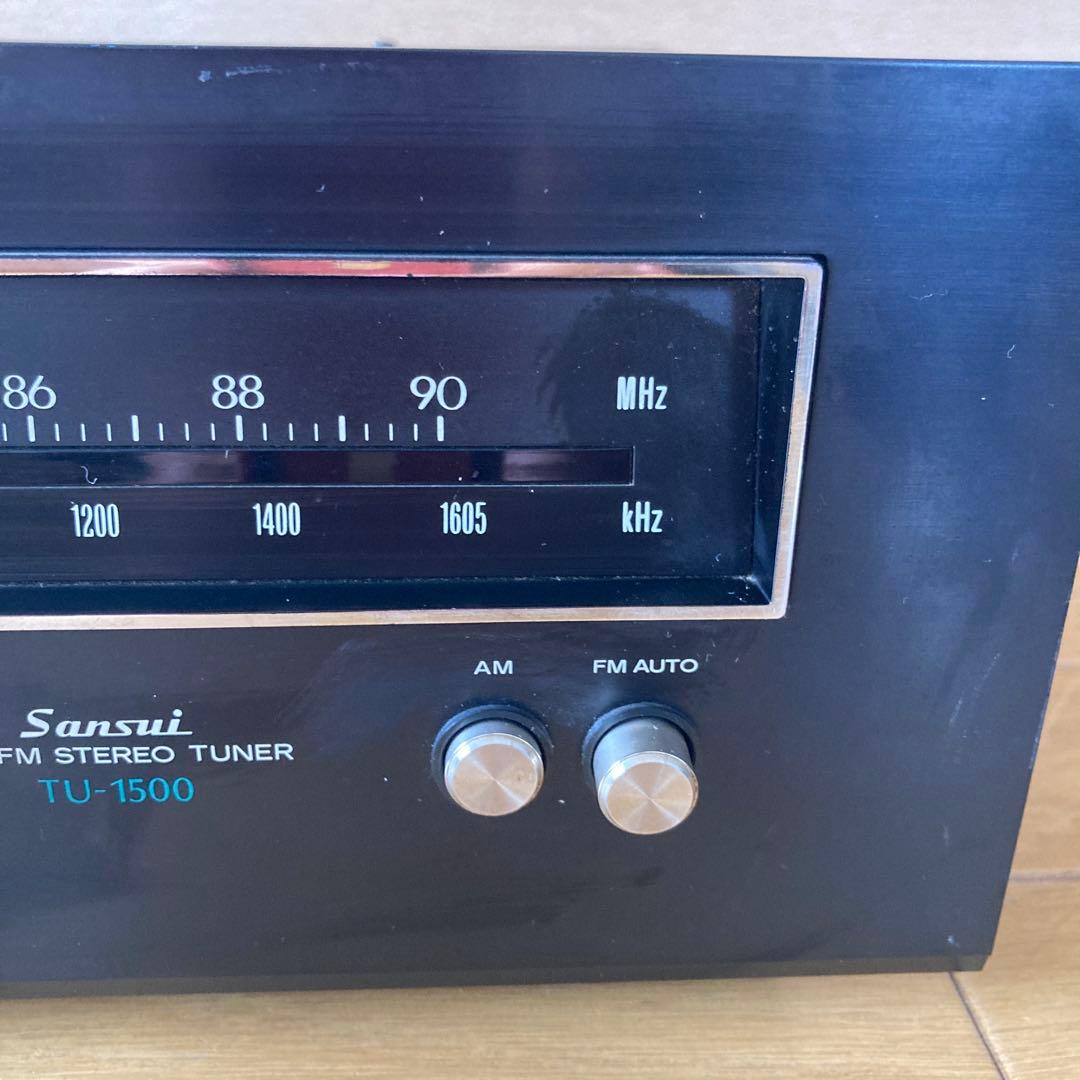 86 88 90 MHz
1200 1400 1605 kHz
AM FM AUTO
Sansui
FM STEREO TUNER
TU-1500